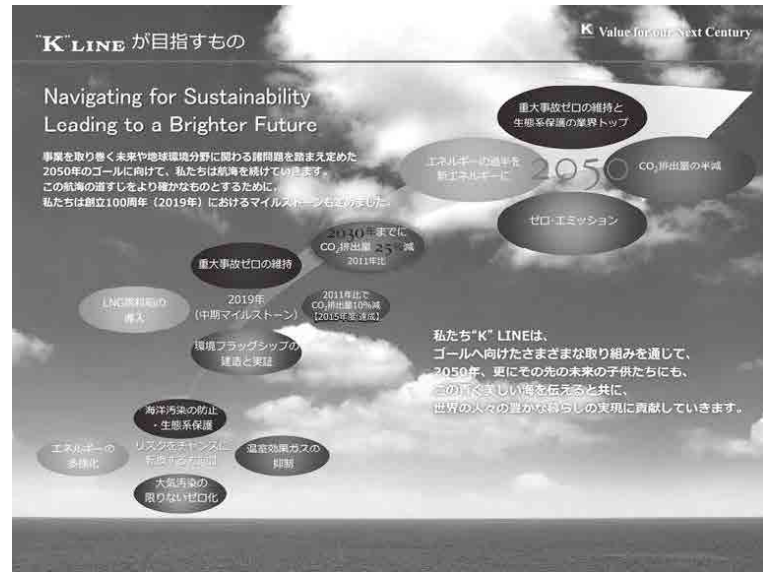 "K" LINE が目指すもの
K Value for our Next Century
Navigating for Sustainability
Leading to a Brighter Future
事業を取り巻く未来や地球環境分野に関わる諸問題を踏まえ定めた
2050年のゴールに向けて、私たちは航海を続けていきます。
この航海の道すじをより確かなものとするために、
私たちは創立100周年（2019年）におけるマイルストーンも定めました。
重大事故ゼロの維持と
生態系保護の業界トップ
エネルギーの過半を
新エネルギーに
2050
CO₂排出量の半減
ゼロ・エミッション
2030年までに
CO₂排出量 25%減
2011年比
重大事故ゼロの維持
LNG燃料船の
導入
2019年
（中期マイルストーン）
2011年比で
CO₂排出量10%減
【2015年度達成】
環境フラッグシップの
建造と実証
私たち“K” LINEは、
ゴールへ向けたさまざまな取り組みを通じて、
2050年、更にその先の未来の子供たちにも、
この青く美しい海を伝えると共に、
世界の人々の豊かな暮らしの実現に貢献していきます。
海洋汚染の防止
・生態系保護
エネルギーの
多様化
リスクをチャンスに
転換する
温室効果ガスの
抑制
大気汚染の
限りないゼロ化